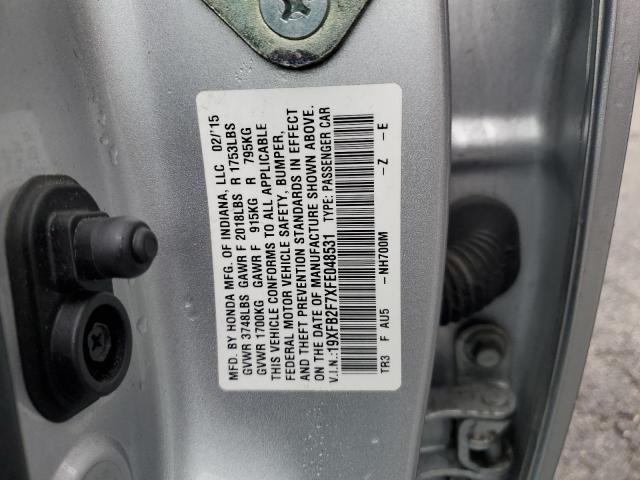 MFD. BY HONDA MFG. OF INDIANA, LLC 02/'15
GVWR 3748LBS GAWR F 2018LBS R 1753LBS
GVWR 1700KG GAWR F 915KG R 795KG
THIS VEHICLE CONFORMS TO ALL APPLICABLE
FEDERAL MOTOR VEHICLE SAFETY, BUMPER,
AND THEFT PREVENTION STANDARDS IN EFFECT
ON THE DATE OF MANUFACTURE SHOWN ABOVE.
V.I.N.:19XFB2F7XFE048531 TYPE: PASSENGER CAR
TR3 F AU5 -NH700M -Z -E